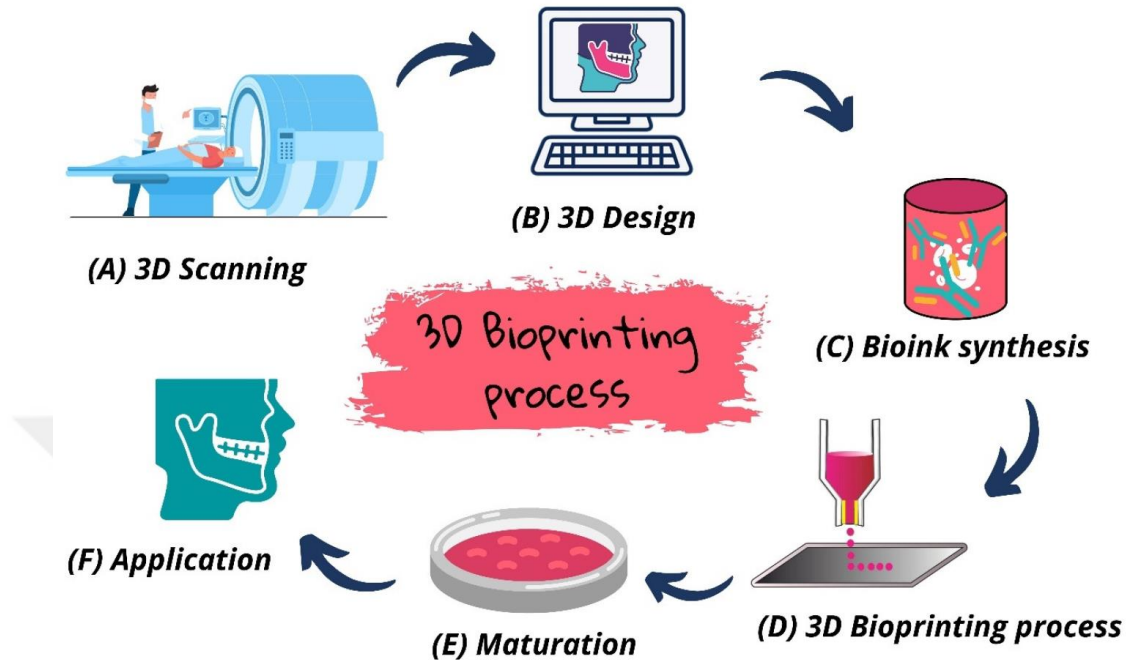 (A) 3D Scanning
(B) 3D Design
(C) Bioink synthesis
3D Bioprinting
process
(D) 3D Bioprinting process
(E) Maturation
(F) Application